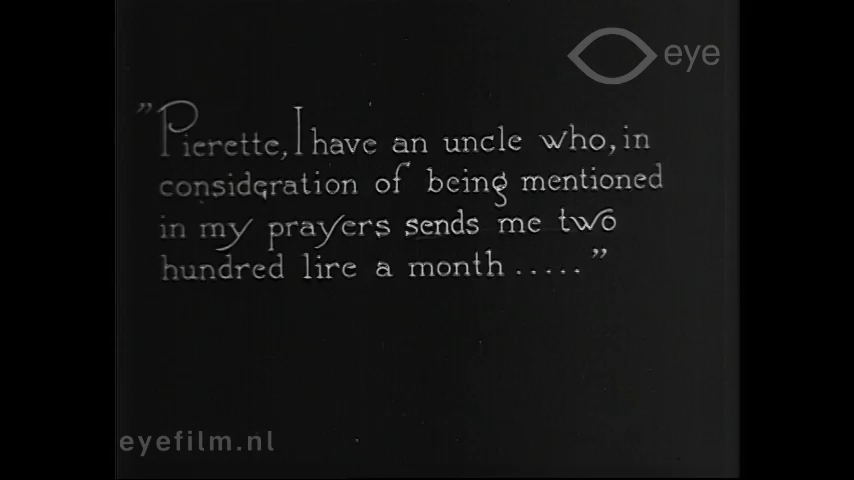 eye
"Pierette, I have an uncle who, in
consideration of being mentioned
in my prayers sends me two
hundred lire a month ....."
eyefilm.nl